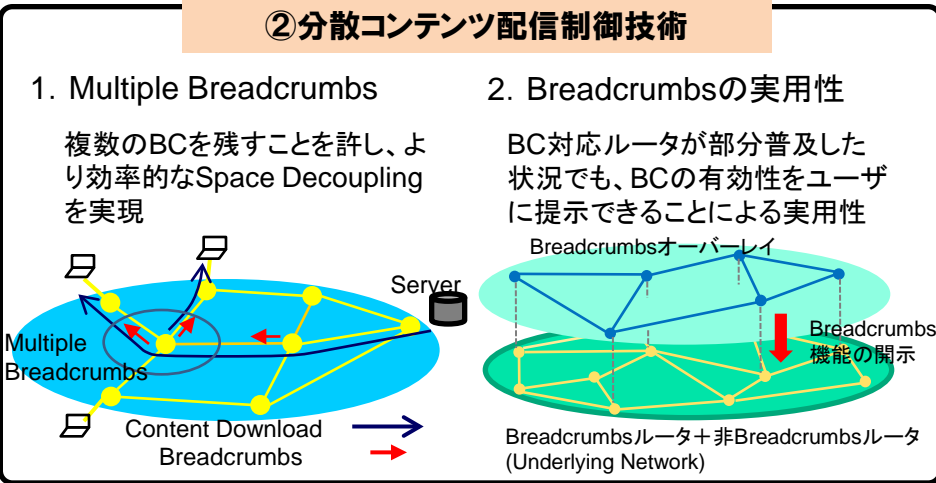 ②分散コンテンツ配信制御技術
1. Multiple Breadcrumbs
複数のBCを残すことを許し、よ
り効率的なSpace Decoupling
を実現
Server
Multiple
Breadcrumbs
Content Download
Breadcrumbs
2. Breadcrumbsの実用性
BC対応ルータが部分普及した
状況でも、BCの有効性をユーザ
に提示できることによる実用性
Breadcrumbsオーバーレイ
Breadcrumbs
機能の開示
Breadcrumbsルータ＋非Breadcrumbsルータ
(Underlying Network)